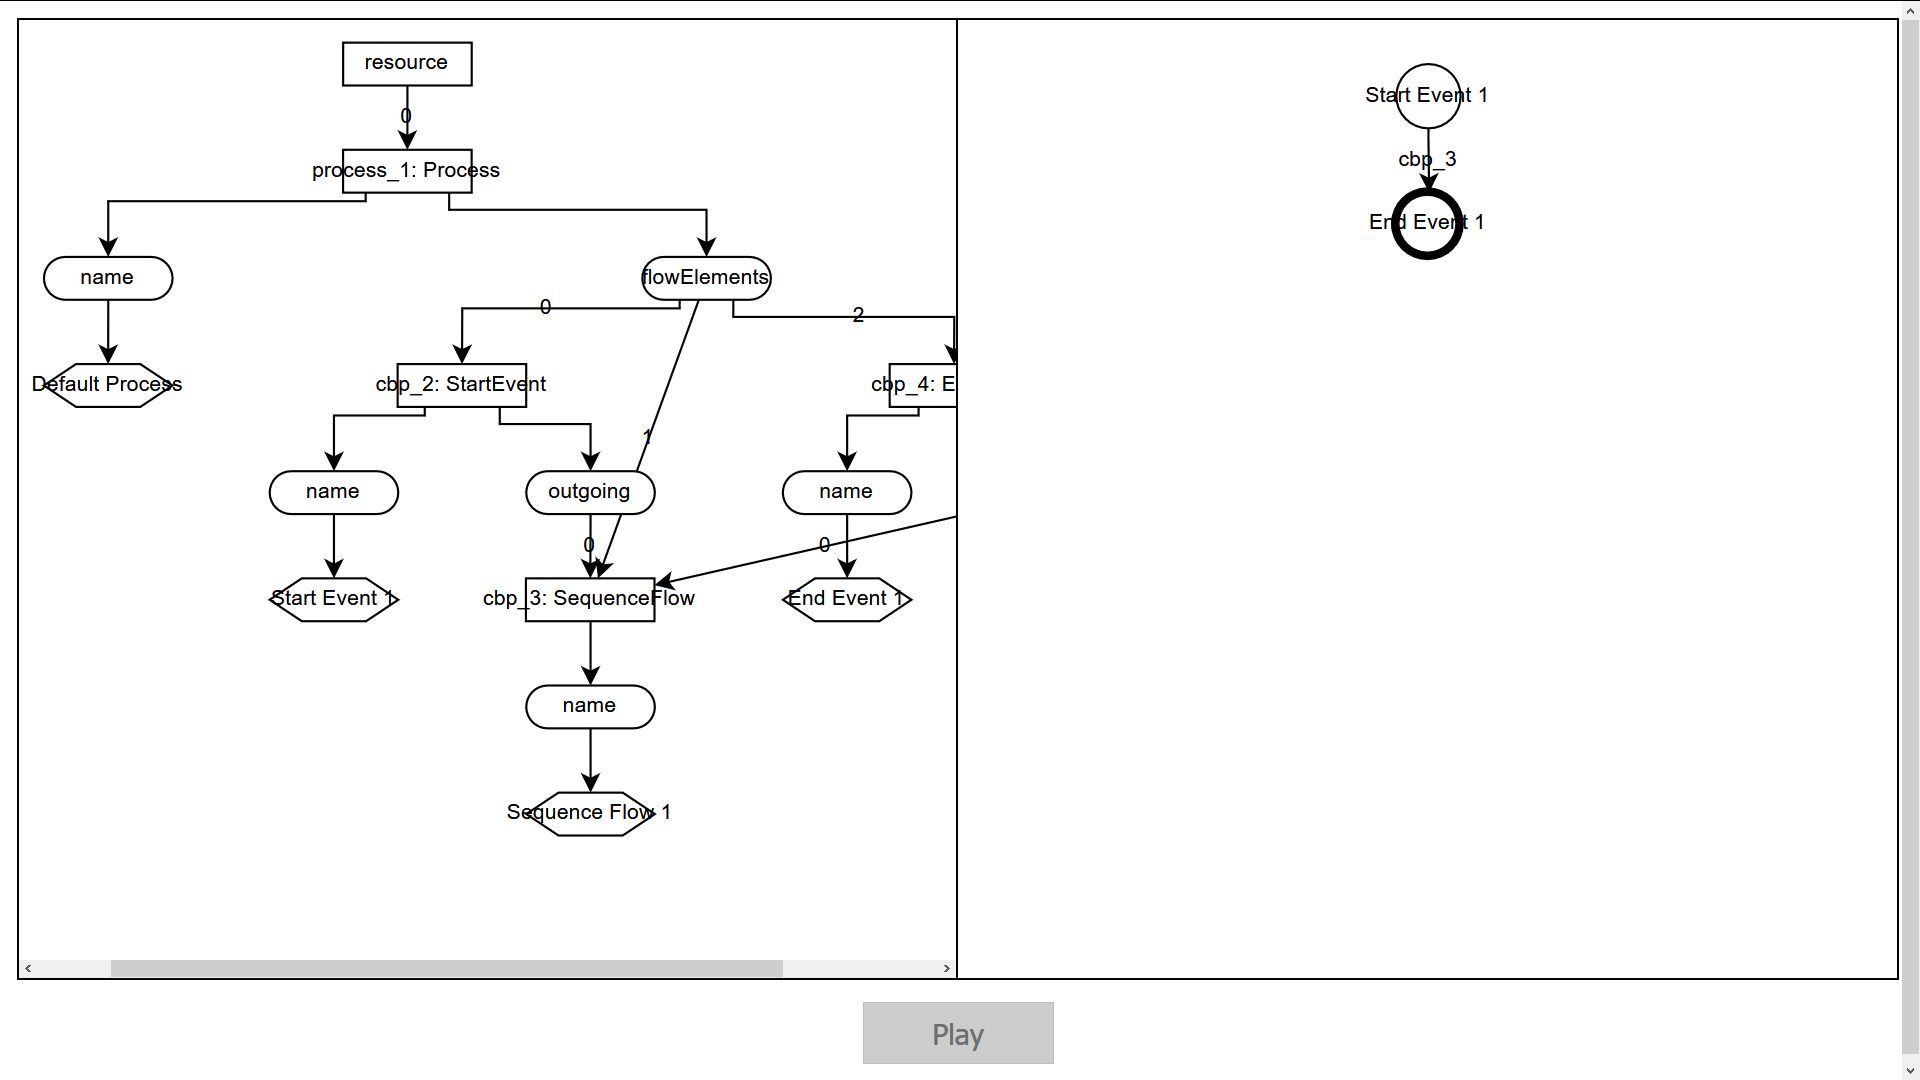 resource
0
process_1: Process
name
flowElements
0
2
Default Process
cbp_2: StartEvent
cbp_4: E
1
name
outgoing
name
0
0
Start Event 1
cbp_3: SequenceFlow
End Event 1
name
Sequence Flow 1
Start Event 1
cbp_3
End Event 1
Play